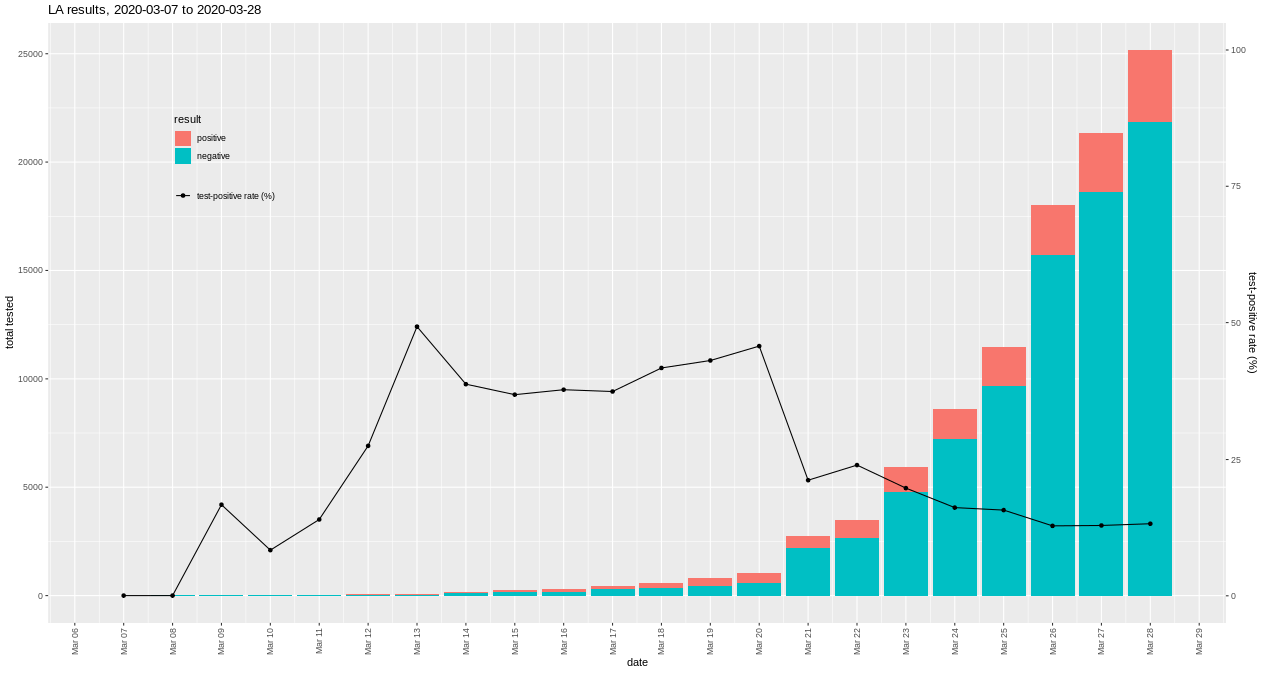 LA results, 2020-03-07 to 2020-03-28
25000
20000
15000
10000
5000
0
total tested
result
positive
negative
test-positive rate (%)
100
75
50
25
0
test-positive rate (%)
Mar 06
Mar 07
Mar 08
Mar 09
Mar 10
Mar 11
Mar 12
Mar 13
Mar 14
Mar 15
Mar 16
Mar 17
Mar 18
Mar 19
Mar 20
Mar 21
Mar 22
Mar 23
Mar 24
Mar 25
Mar 26
Mar 27
Mar 28
Mar 29
date